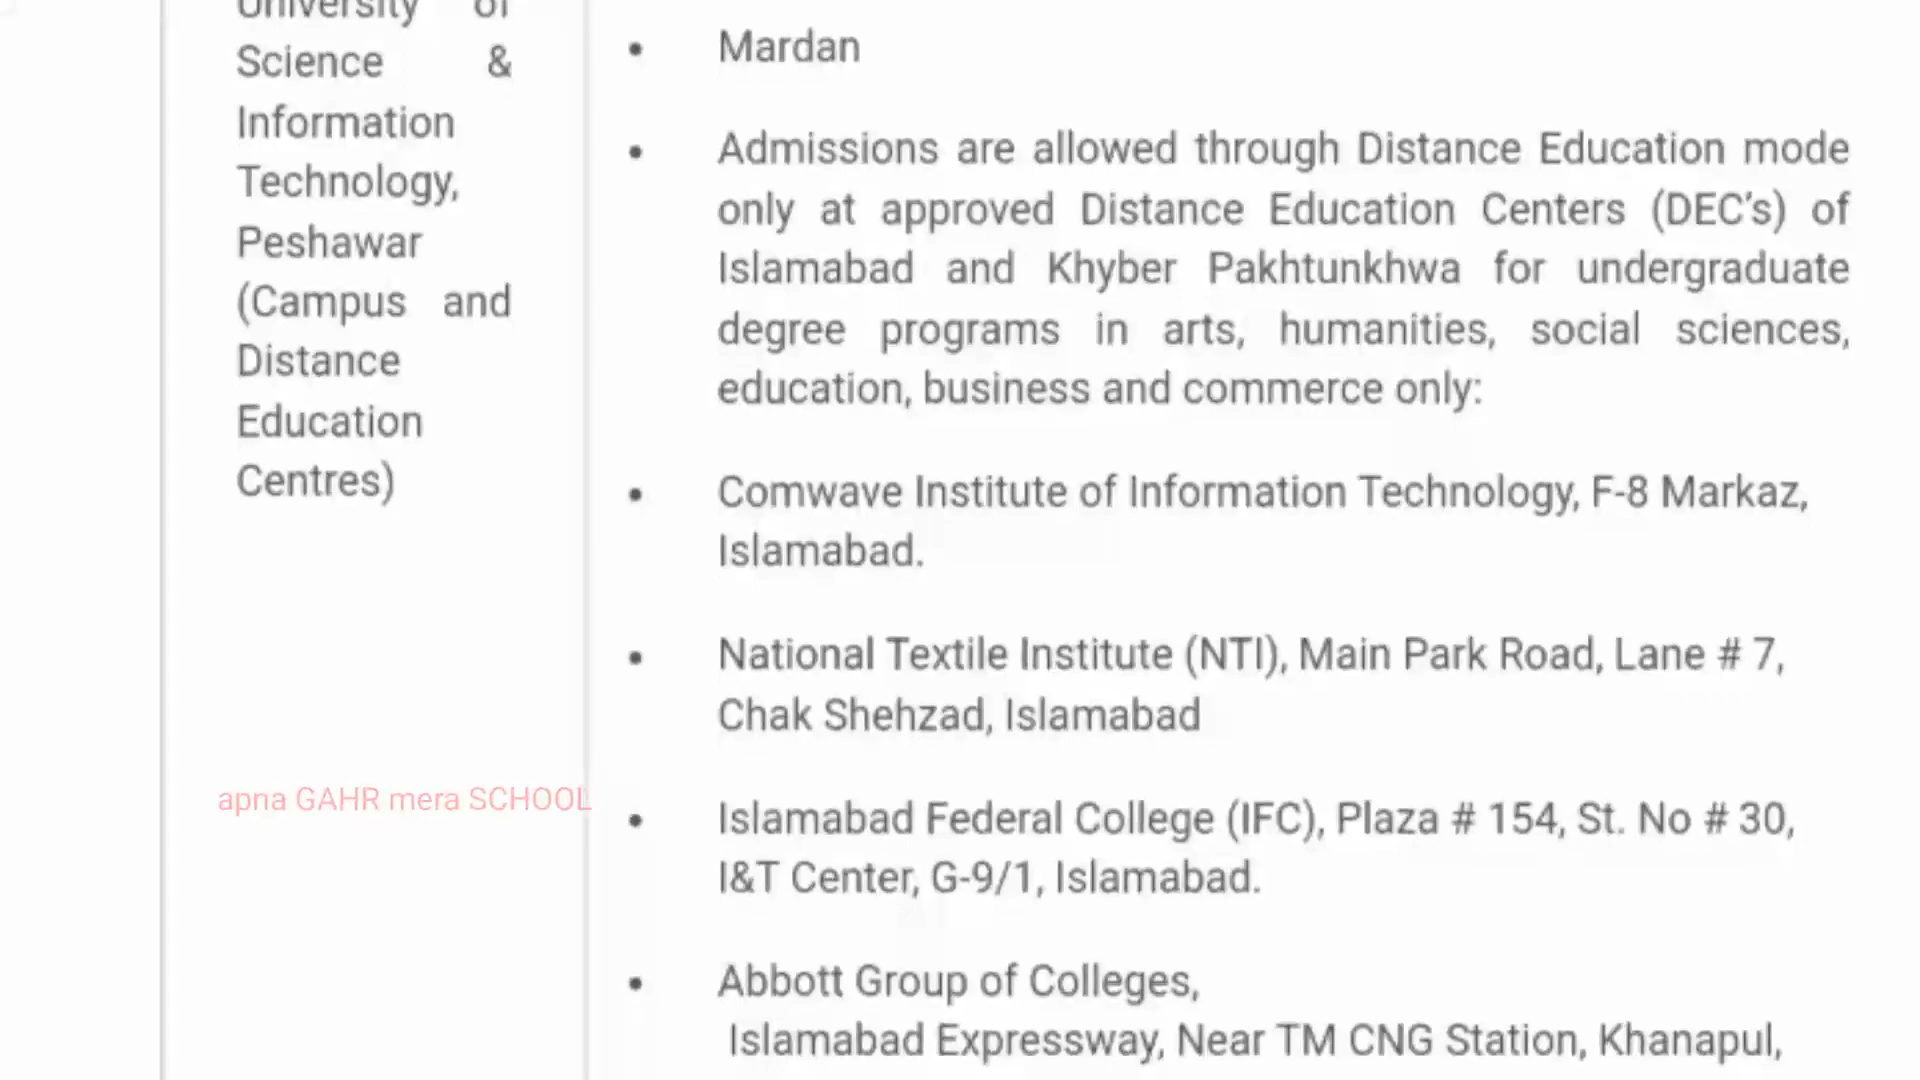 University of
Science &
Information
Technology,
Peshawar
(Campus and
Distance
Education
Centres)
apna GAHR mera SCHOOL
• Mardan
• Admissions are allowed through Distance Education mode
only at approved Distance Education Centers (DEC's) of
Islamabad and Khyber Pakhtunkhwa for undergraduate
degree programs in arts, humanities, social sciences,
education, business and commerce only:
• Comwave Institute of Information Technology, F-8 Markaz,
Islamabad.
• National Textile Institute (NTI), Main Park Road, Lane # 7,
Chak Shehzad, Islamabad
• Islamabad Federal College (IFC), Plaza # 154, St. No # 30,
I&T Center, G-9/1, Islamabad.
• Abbott Group of Colleges,
Islamabad Expressway, Near TM CNG Station, Khanapul,